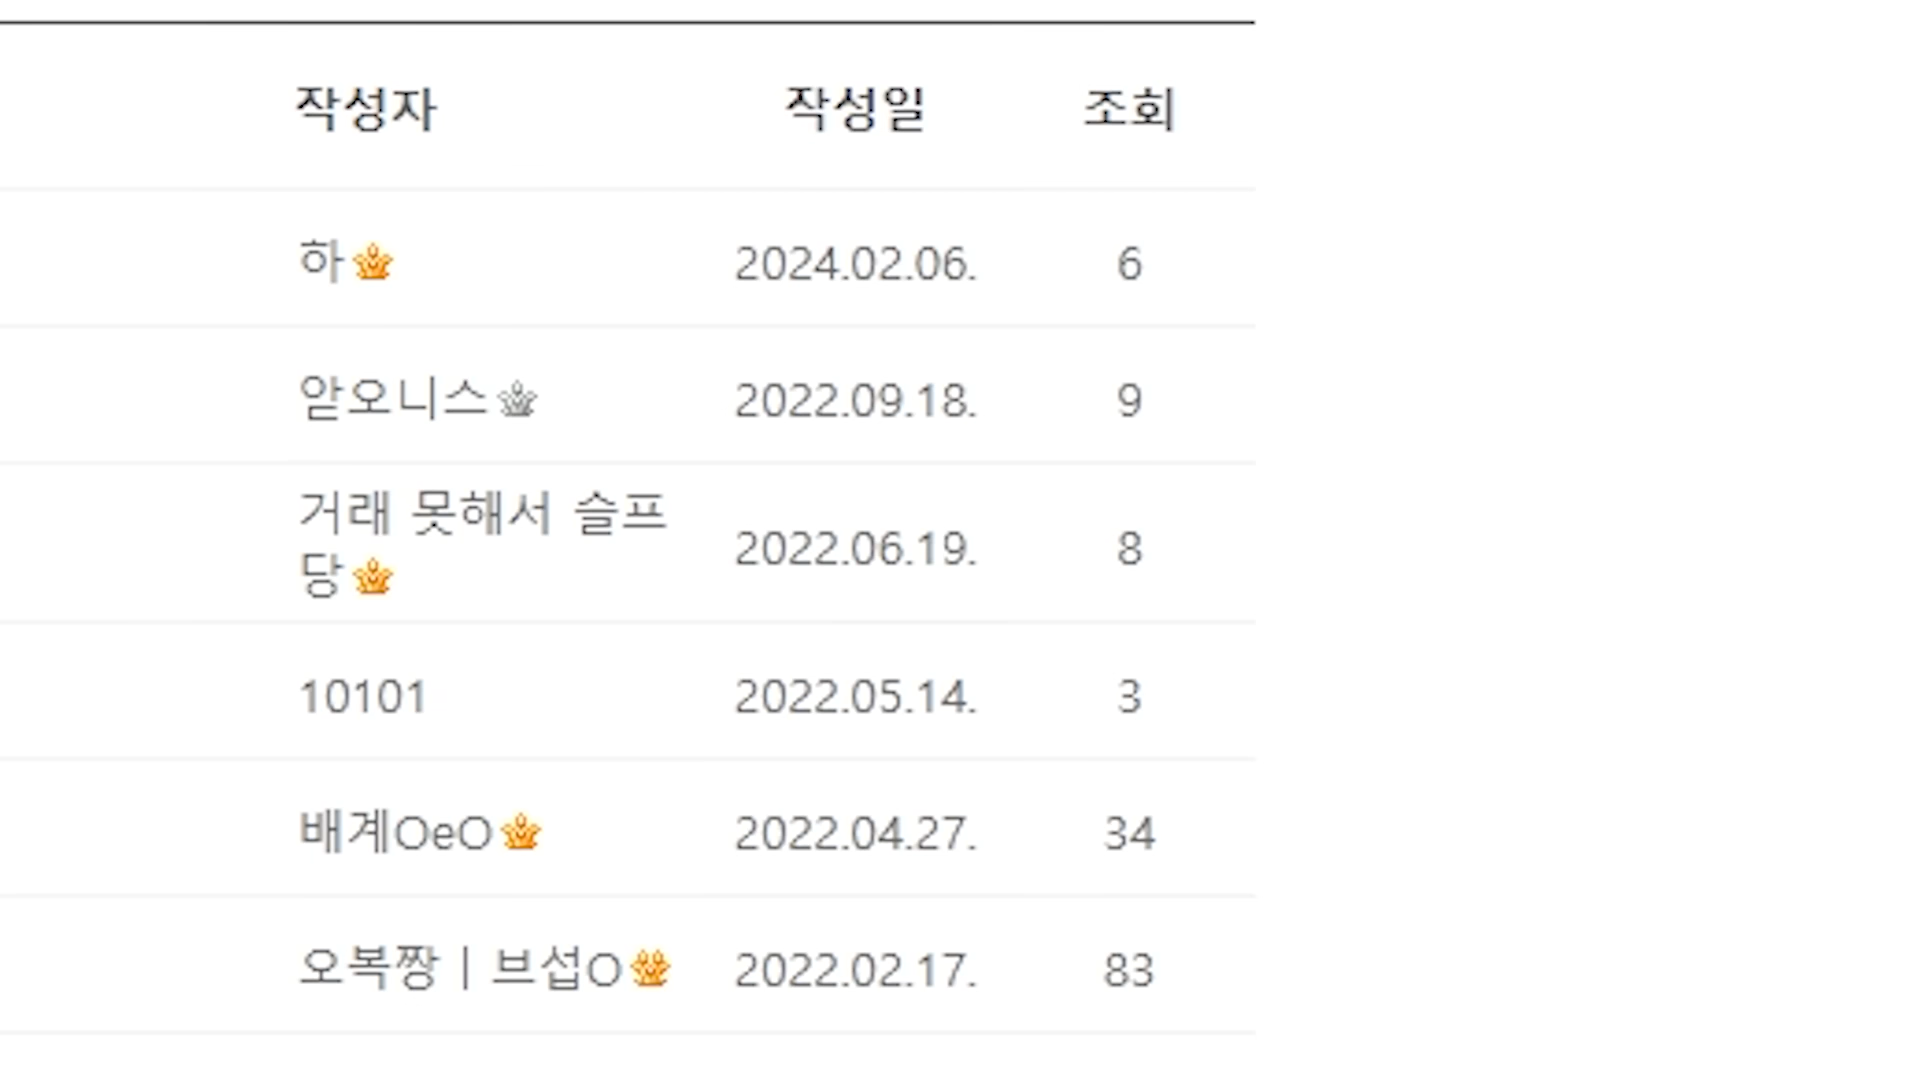 작성자 작성일 조회
하 2024.02.06. 6
앋오니스 2022.09.18. 9
거래 못해서 슬프
당 2022.06.19. 8
10101 2022.05.14. 3
배계OeO 2022.04.27. 34
오복짱ㅣ브섭O 2022.02.17. 83